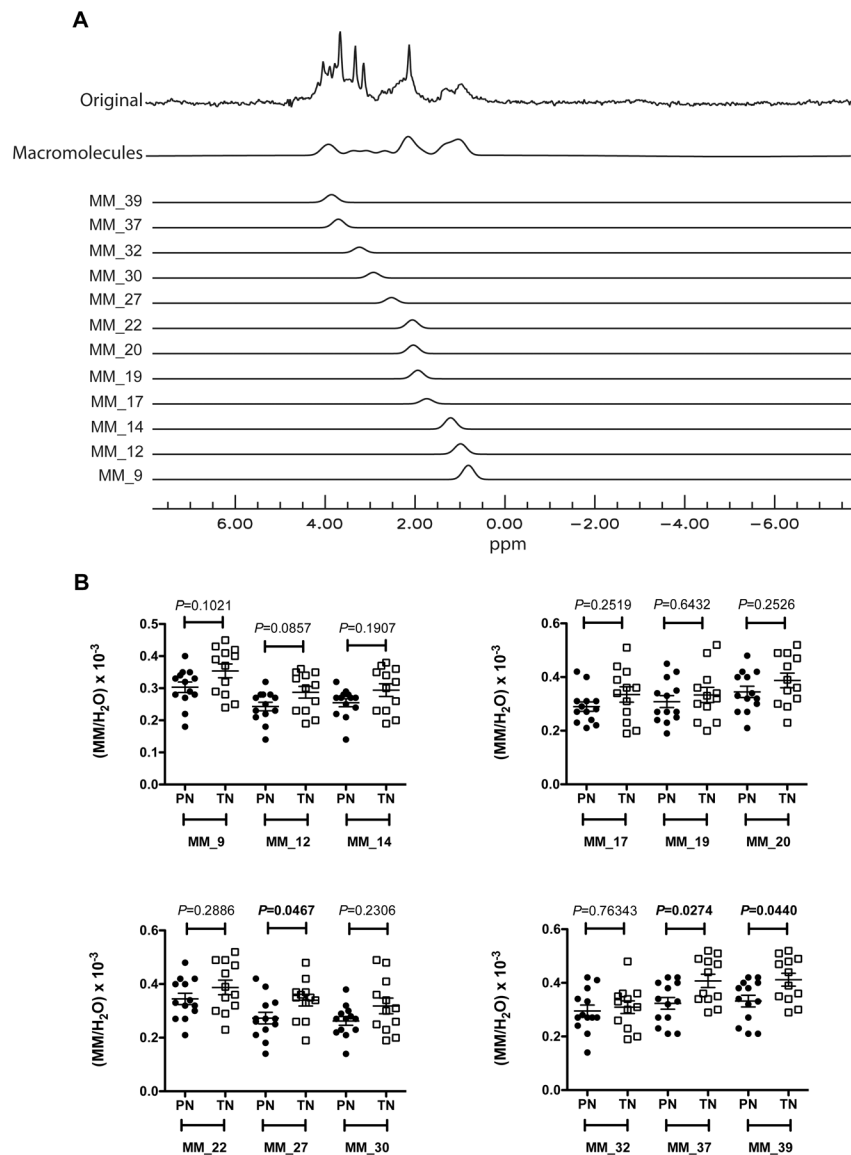 A
Original
Macromolecules
MM_39
MM_37
MM_32
MM_30
MM_27
MM_22
MM_20
MM_19
MM_17
MM_14
MM_12
MM_9
6.00 4.00 2.00 0.00 −2.00 −4.00 −6.00
ppm
B
P=0.1021 P=0.0857 P=0.1907
(MM/H₂O) x 10⁻³
0.5
0.4
0.3
0.2
0.1
0.0
PN TN PN TN PN TN
MM_9 MM_12 MM_14
P=0.2519 P=0.6432 P=0.2526
(MM/H₂O) x 10⁻³
0.6
0.4
0.2
0.0
PN TN PN TN PN TN
MM_17 MM_19 MM_20
P=0.2886 P=0.0467 P=0.2306
(MM/H₂O) x 10⁻³
0.6
0.4
0.2
0.0
PN TN PN TN PN TN
MM_22 MM_27 MM_30
P=0.76343 P=0.0274 P=0.0440
(MM/H₂O) x 10⁻³
0.6
0.4
0.2
0.0
PN TN PN TN PN TN
MM_32 MM_37 MM_39